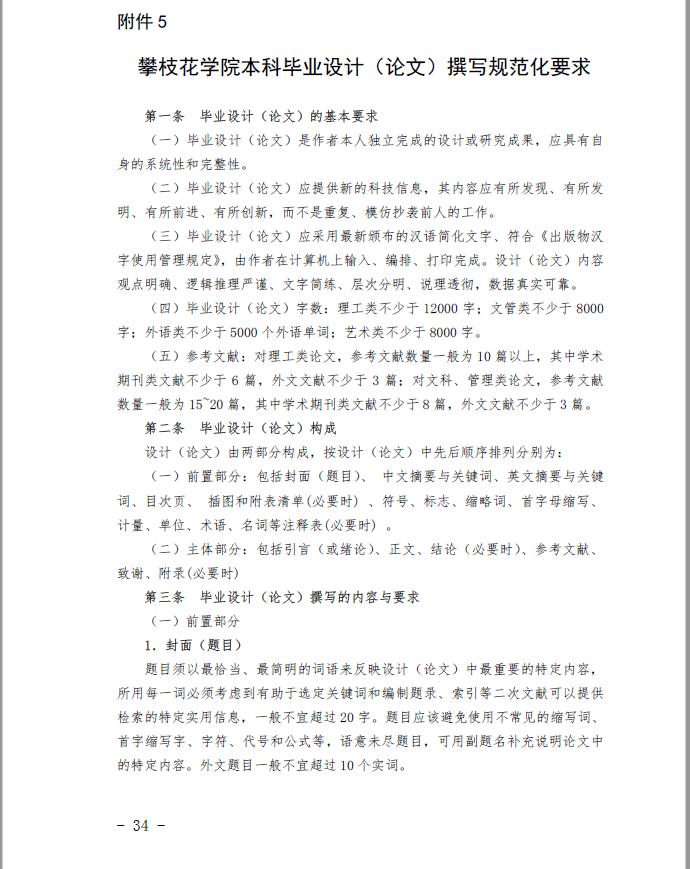 附件 5
攀枝花学院本科毕业设计（论文）撰写规范化要求
第一条　毕业设计（论文）的基本要求
（一）毕业设计（论文）是作者本人独立完成的设计或研究成果，应具有自
身的系统性和完整性。
（二）毕业设计（论文）应提供新的科技信息，其内容应有所发现、有所发
明、有所前进、有所创新，而不是重复、模仿抄袭前人的工作。
（三）毕业设计（论文）应采用最新颁布的汉语简化文字、符合《出版物汉
字使用管理规定》，由作者在计算机上输入、编排、打印完成。设计（论文）内容
观点明确、逻辑推理严谨、文字简练、层次分明、说理透彻，数据真实可靠。
（四）毕业设计（论文）字数：理工类不少于 12000 字；文管类不少于 8000
字；外语类不少于 5000 个外语单词；艺术类不少于 8000 字。
（五）参考文献：对理工类论文，参考文献数量一般为 10 篇以上，其中学术
期刊类文献不少于 6 篇，外文文献不少于 3 篇；对文科、管理类论文，参考文献
数量一般为 15~20 篇，其中学术期刊类文献不少于 8 篇，外文文献不少于 3 篇。
第二条　毕业设计（论文）构成
设计（论文）由两部分构成，按设计（论文）中先后顺序排列分别为：
（一）前置部分：包括封面（题目）、 中文摘要与关键词、英文摘要与关键
词、目次页、 插图和附表清单(必要时) 、符号、标志、缩略词、首字母缩写、
计量、单位、术语、名词等注释表(必要时) 。
（二）主体部分：包括引言（或绪论）、正文、结论（必要时）、参考文献、
致谢、附录(必要时)
第三条　毕业设计（论文）撰写的内容与要求
（一）前置部分
1．封面（题目）
题目须以最恰当、最简明的词语来反映设计（论文）中最重要的特定内容，
所用每一词必须考虑到有助于选定关键词和编制题录、索引等二次文献可以提供
检索的特定实用信息，一般不宜超过 20 字。题目应该避免使用不常见的缩写词、
首字缩写字、字符、代号和公式等，语意未尽题目，可用副题名补充说明论文中
的特定内容。外文题目一般不宜超过 10 个实词。
- 34 -